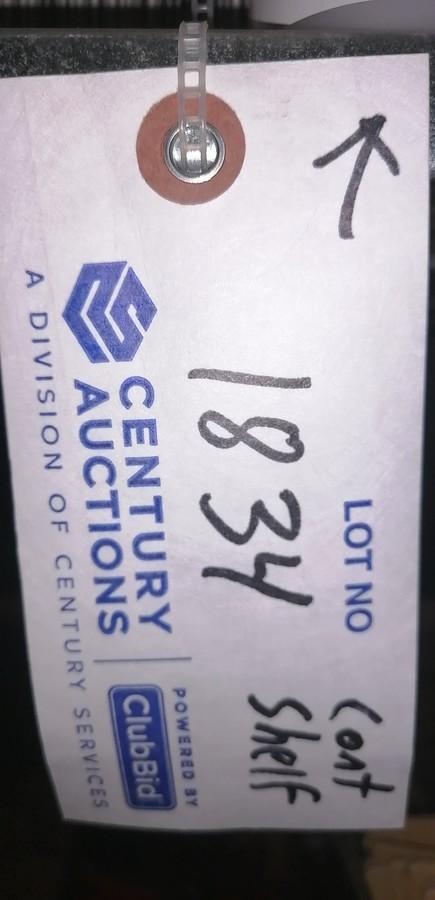 LOT NO
Cont
shelf
1834
CENTURY
AUCTIONS
POWERED BY
ClubBid
A DIVISION OF CENTURY SERVICES